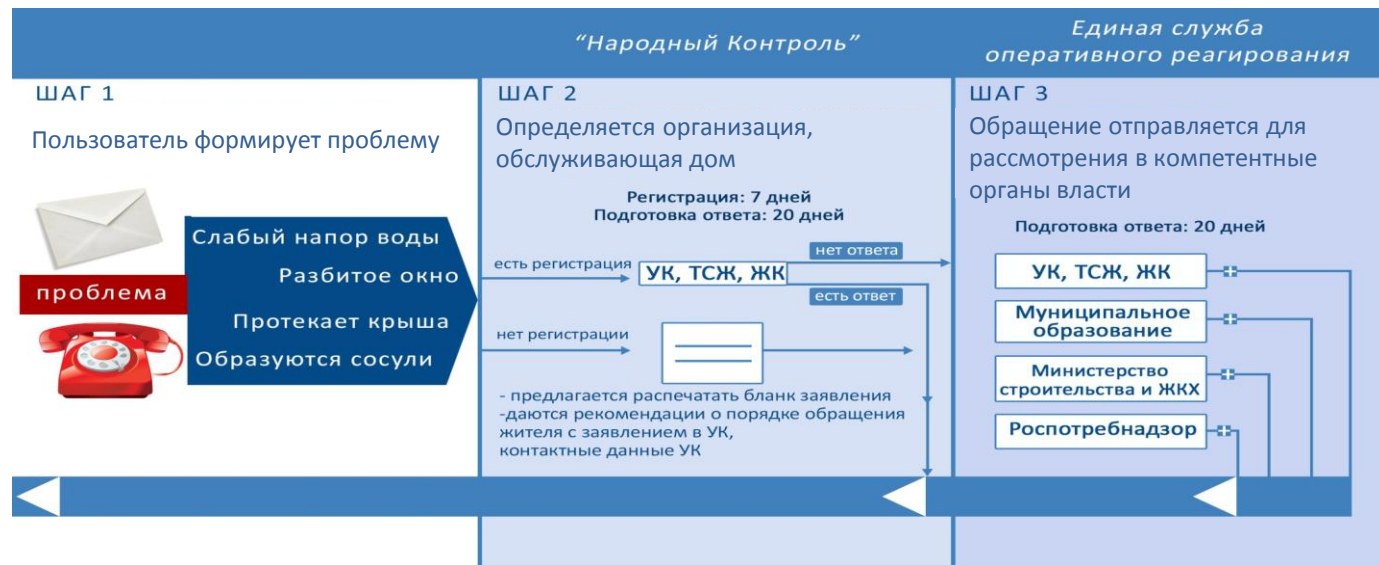 “Народный Контроль”
Единая служба
оперативного реагирования
ШАГ 1
Пользователь формирует проблему
проблема
Слабый напор воды
Разбитое окно
Протекает крыша
Образуются сосули
ШАГ 2
Определяется организация,
обслуживающая дом
Регистрация: 7 дней
Подготовка ответа: 20 дней
есть регистрация
УК, ТСЖ, ЖК
нет ответа
есть ответ
нет регистрации
- предлагается распечатать бланк заявления
-даются рекомендации о порядке обращения
жителя с заявлением в УК,
контактные данные УК
ШАГ 3
Обращение отправляется для
рассмотрения в компетентные
органы власти
Подготовка ответа: 20 дней
УК, ТСЖ, ЖК
Муниципальное
образование
Министерство
строительства и ЖКХ
Роспотребнадзор